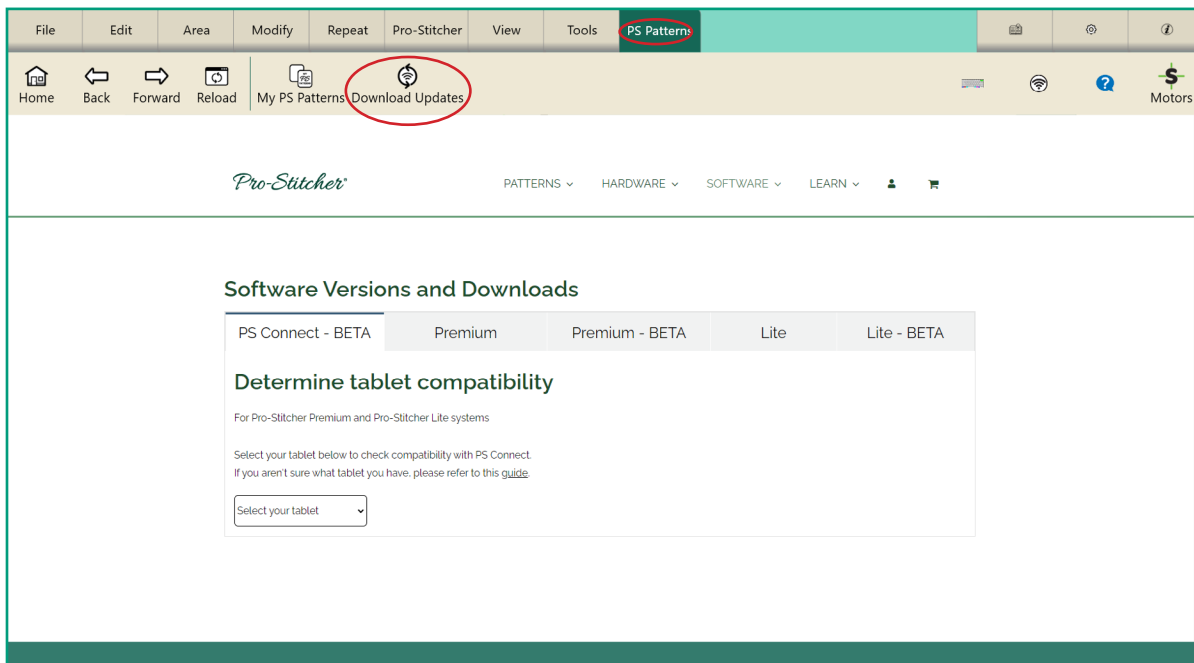 File Edit Area Modify Repeat Pro-Stitcher View Tools PS Patterns
Home Back Forward Reload My PS Patterns Download Updates Motors
Pro-Stitcher® PATTERNS HARDWARE SOFTWARE LEARN
Software Versions and Downloads
PS Connect - BETA Premium Premium - BETA Lite Lite - BETA
Determine tablet compatibility
For Pro-Stitcher Premium and Pro-Stitcher Lite systems
Select your tablet below to check compatibility with PS Connect.
If you aren't sure what tablet you have, please refer to this guide.
Select your tablet